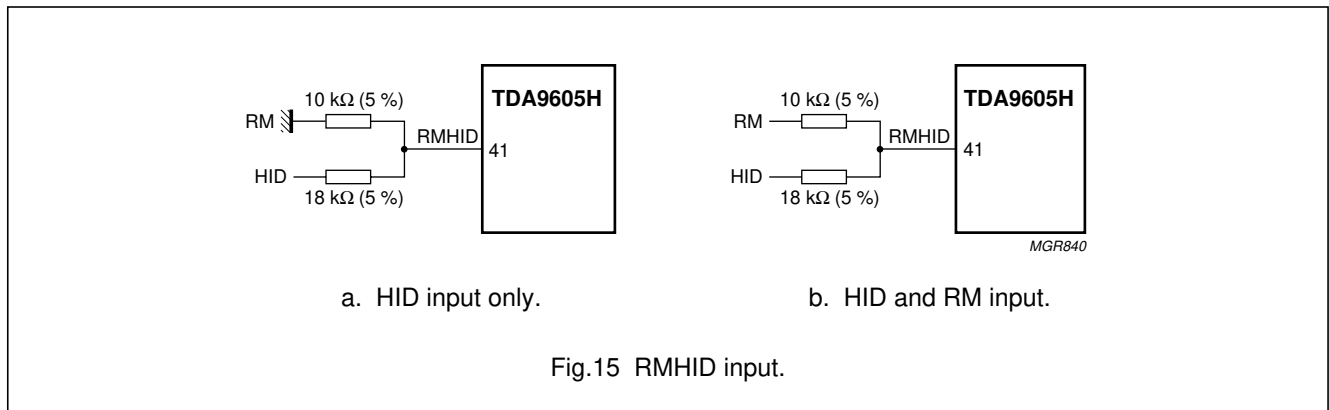 10 kΩ (5 %)
RM
HID
18 kΩ (5 %)
RMHID
41
TDA9605H
10 kΩ (5 %)
RM
HID
18 kΩ (5 %)
RMHID
41
TDA9605H
MGR840
a. HID input only.
b. HID and RM input.
Fig.15 RMHID input.